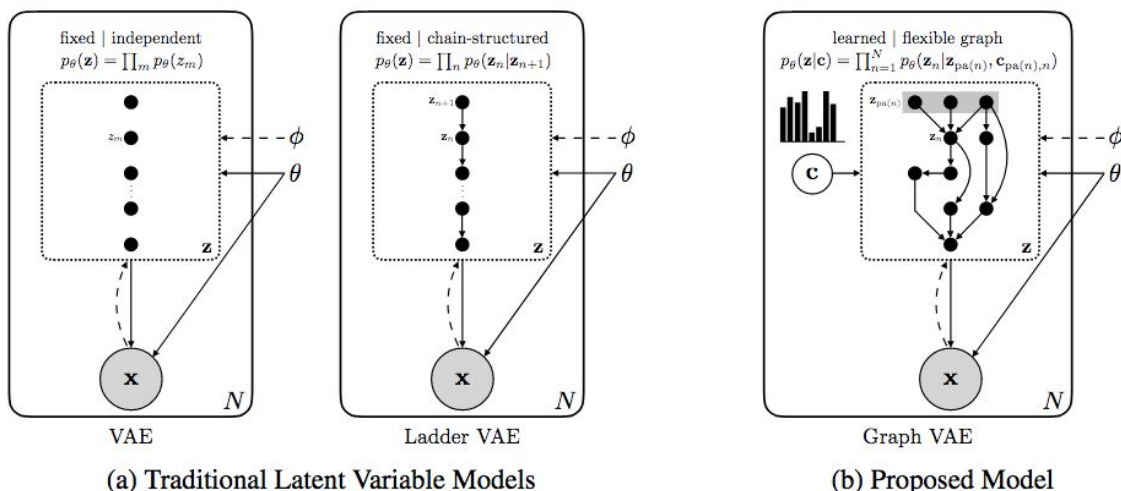 fixed | independent
p_θ(𝐳) = ∏_m p_θ(z_m)
z_m
𝐳
ϕ
θ
𝐱
N
VAE
fixed | chain-structured
p_θ(𝐳) = ∏_n p_θ(𝐳_n|𝐳_{n+1})
𝐳_{n+1}
𝐳_n
𝐳
ϕ
θ
𝐱
N
Ladder VAE
(a) Traditional Latent Variable Models
learned | flexible graph
p_θ(𝐳|𝐜) = ∏_{n=1}^N p_θ(𝐳_n|𝐳_{pa(n)}, 𝐜_{pa(n),n})
𝐳_{pa(n)}
𝐳_n
𝐜
𝐳
ϕ
θ
𝐱
N
Graph VAE
(b) Proposed Model